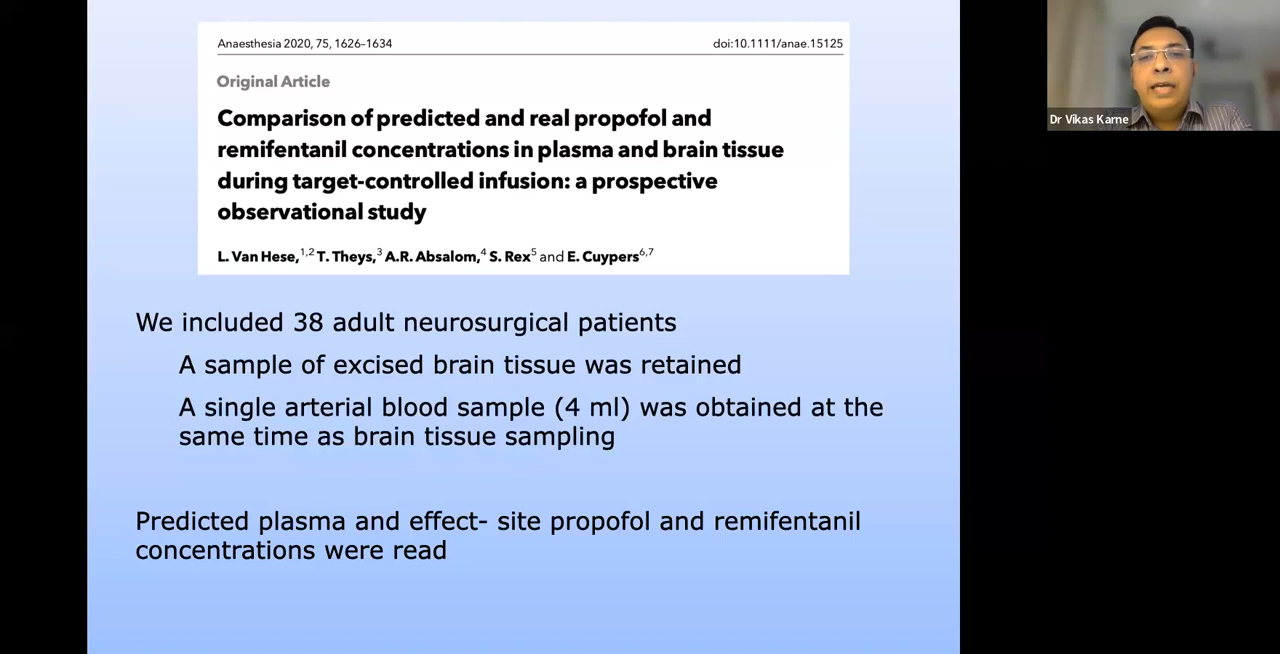 Anaesthesia 2020, 75, 1626–1634 doi:10.1111/anae.15125
Original Article
Comparison of predicted and real propofol and
remifentanil concentrations in plasma and brain tissue
during target-controlled infusion: a prospective
observational study
L. Van Hese,1,2 T. Theys,3 A.R. Absalom,4 S. Rex5 and E. Cuypers6,7
We included 38 adult neurosurgical patients
A sample of excised brain tissue was retained
A single arterial blood sample (4 ml) was obtained at the
same time as brain tissue sampling
Predicted plasma and effect- site propofol and remifentanil
concentrations were read
Dr Vikas Karne